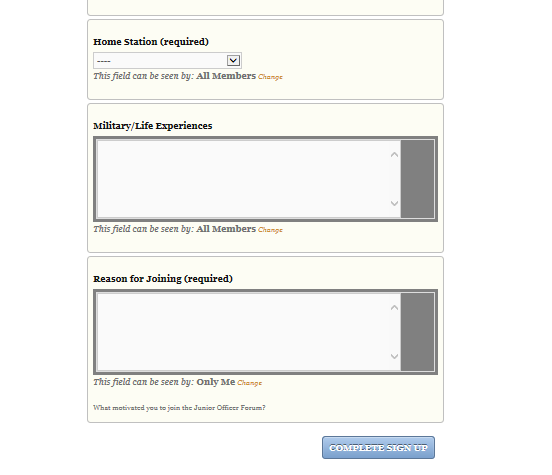 Home Station (required)
----
This field can be seen by: All Members Change
Military/Life Experiences
This field can be seen by: All Members Change
Reason for Joining (required)
This field can be seen by: Only Me Change
What motivated you to join the Junior Officer Forum?
COMPLETE SIGN UP